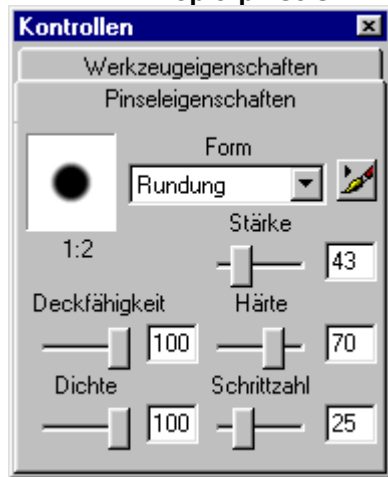 Kontrollen
Werkzeugeigenschaften
Pinseleigenschaften
Form
Rundung
1:2
Stärke
43
Deckfähigkeit Härte
100 70
Dichte Schrittzahl
100 25